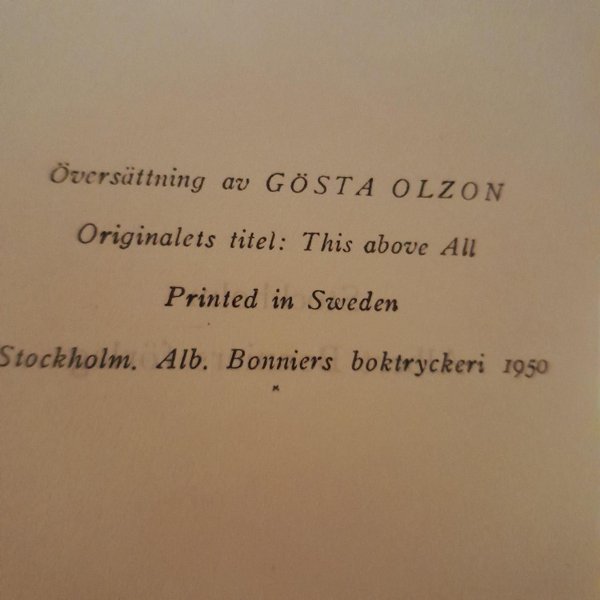 Översättning av GÖSTA OLZON
Originalets titel: This above All
Printed in Sweden
Stockholm. Alb. Bonniers boktryckeri 1950